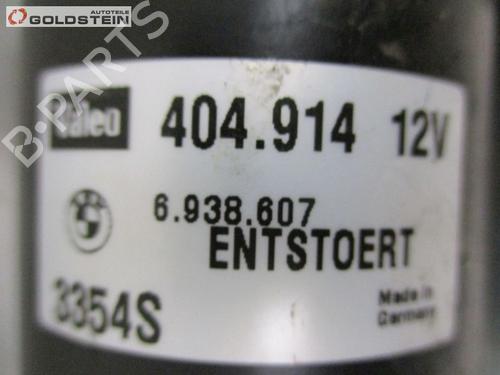 AUTOTEILE
GOLDSTEIN
B-PARTS
Valeo
404.914 12V
6.938.607
ENTSTOERT
3354S
Made in
Germany